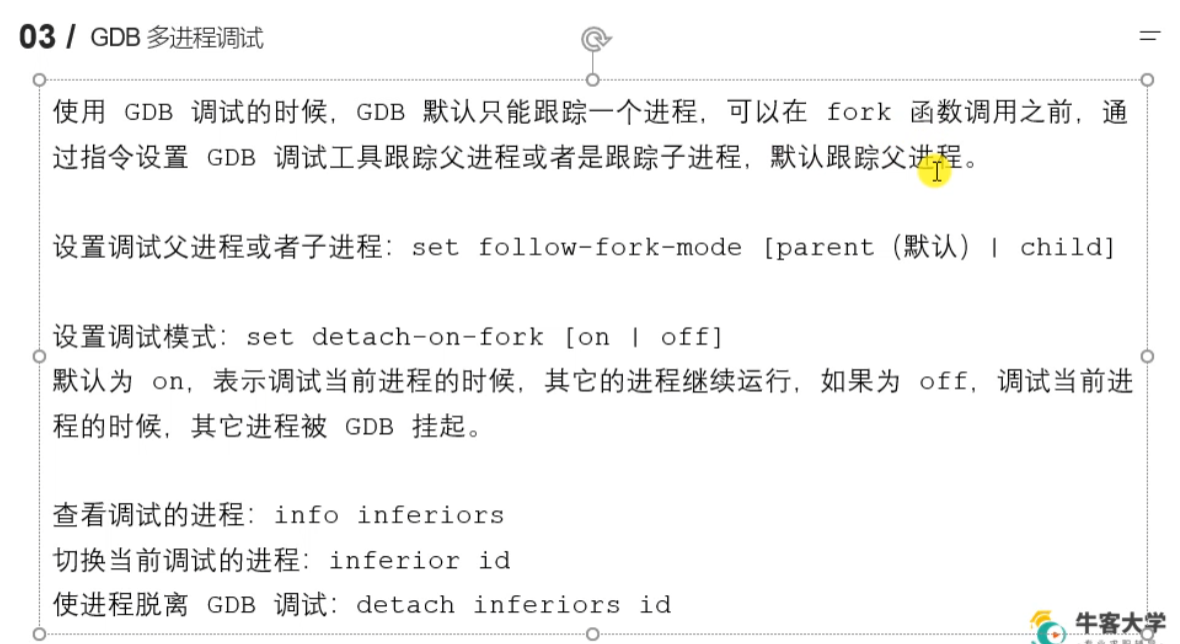 03 / GDB 多进程调试
使用 GDB 调试的时候，GDB 默认只能跟踪一个进程，可以在 fork 函数调用之前，通
过指令设置 GDB 调试工具跟踪父进程或者是跟踪子进程，默认跟踪父进程。
设置调试父进程或者子进程：set follow-fork-mode [parent（默认）| child]
设置调试模式：set detach-on-fork [on | off]
默认为 on，表示调试当前进程的时候，其它的进程继续运行，如果为 off，调试当前进
程的时候，其它进程被 GDB 挂起。
查看调试的进程：info inferiors
切换当前调试的进程：inferior id
使进程脱离 GDB 调试：detach inferiors id
牛客大学